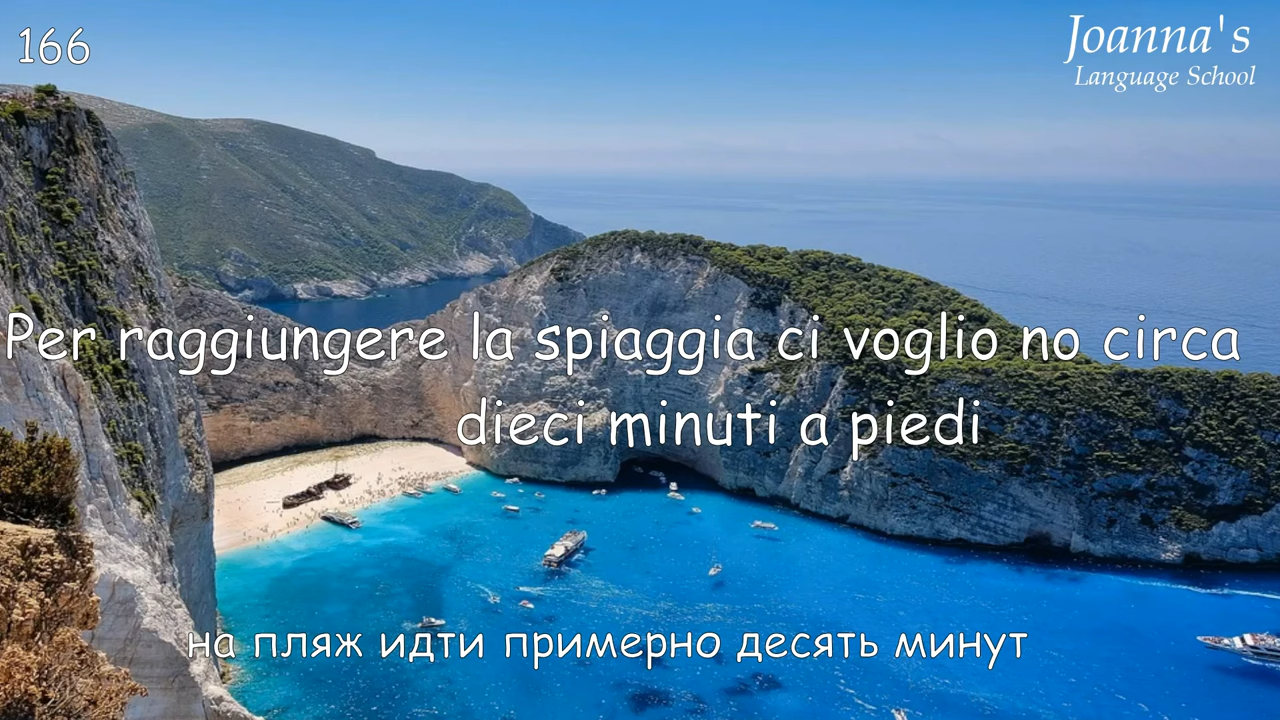 166
Joanna's
Language School
Per raggiungere la spiaggia ci voglio no circa
dieci minuti a piedi
на пляж идти примерно десять минут